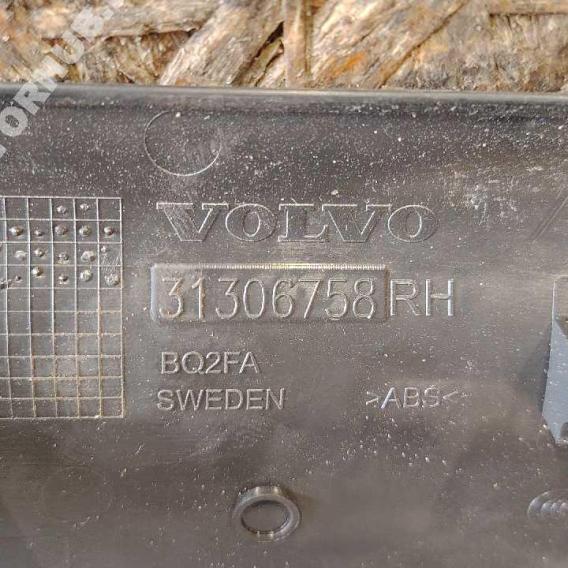 VOLVO
31306758 RH
BQ2FA
SWEDEN >ABS<